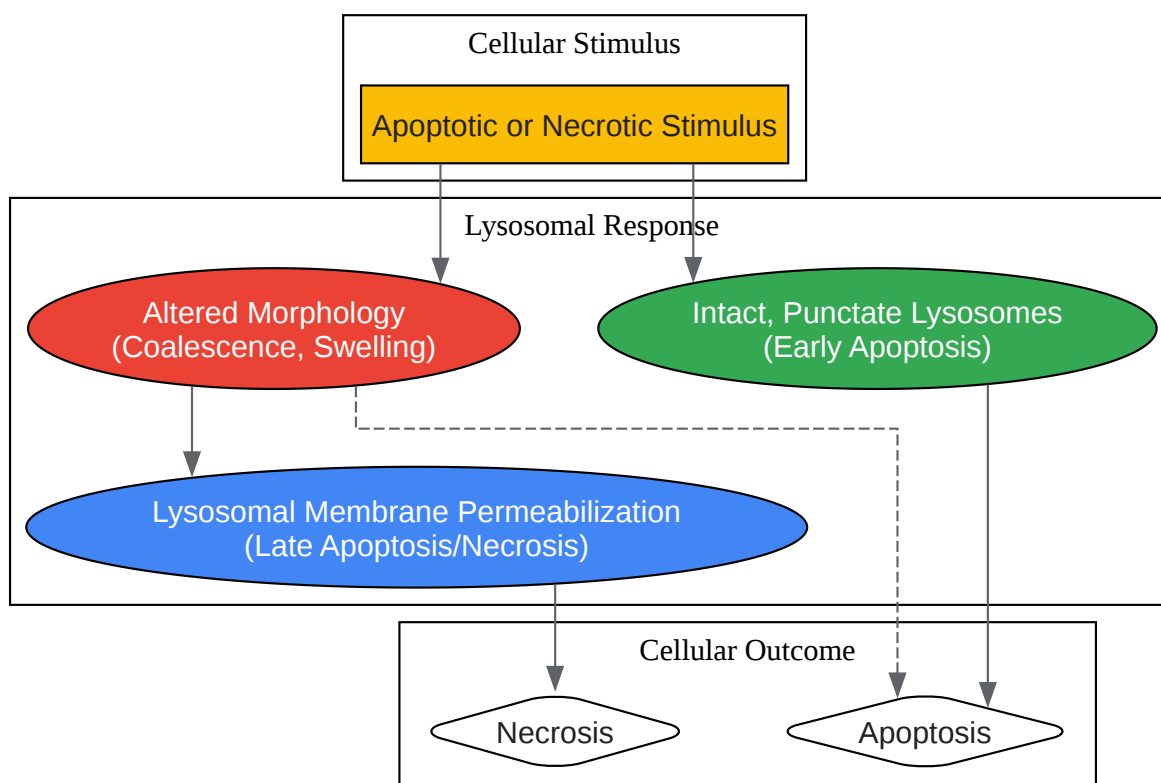 Cellular Stimulus
Apoptotic or Necrotic Stimulus
Lysosomal Response
Altered Morphology
(Coalescence, Swelling)
Intact, Punctate Lysosomes
(Early Apoptosis)
Lysosomal Membrane Permeabilization
(Late Apoptosis/Necrosis)
Cellular Outcome
Necrosis
Apoptosis